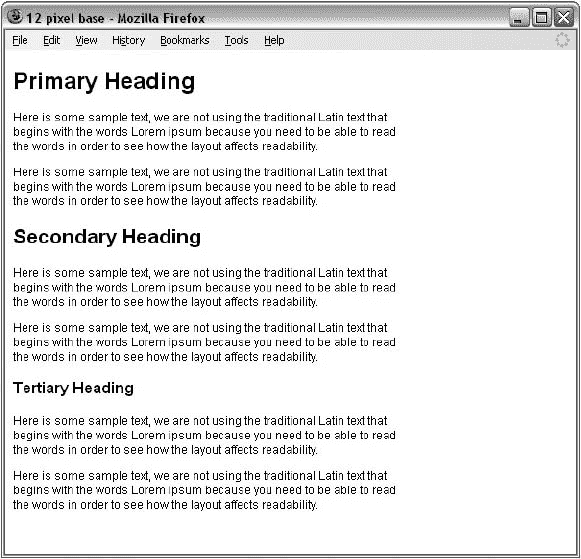 12 pixel base - Mozilla Firefox
File Edit View History Bookmarks Tools Help
Primary Heading
Here is some sample text, we are not using the traditional Latin text that
begins with the words Lorem ipsum because you need to be able to read
the words in order to see how the layout affects readability.
Here is some sample text, we are not using the traditional Latin text that
begins with the words Lorem ipsum because you need to be able to read
the words in order to see how the layout affects readability.
Secondary Heading
Here is some sample text, we are not using the traditional Latin text that
begins with the words Lorem ipsum because you need to be able to read
the words in order to see how the layout affects readability.
Here is some sample text, we are not using the traditional Latin text that
begins with the words Lorem ipsum because you need to be able to read
the words in order to see how the layout affects readability.
Tertiary Heading
Here is some sample text, we are not using the traditional Latin text that
begins with the words Lorem ipsum because you need to be able to read
the words in order to see how the layout affects readability.
Here is some sample text, we are not using the traditional Latin text that
begins with the words Lorem ipsum because you need to be able to read
the words in order to see how the layout affects readability.